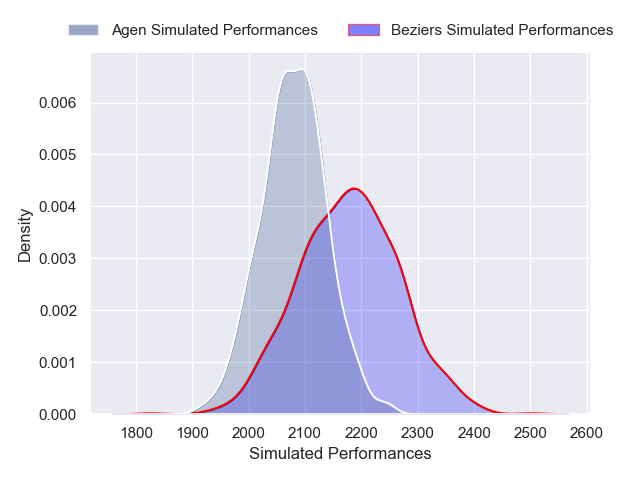 Agen Simulated Performances Beziers Simulated Performances
0.006
0.005
0.004
0.003
0.002
0.001
0.000
Density
1800 1900 2000 2100 2200 2300 2400 2500 2600
Simulated Performances